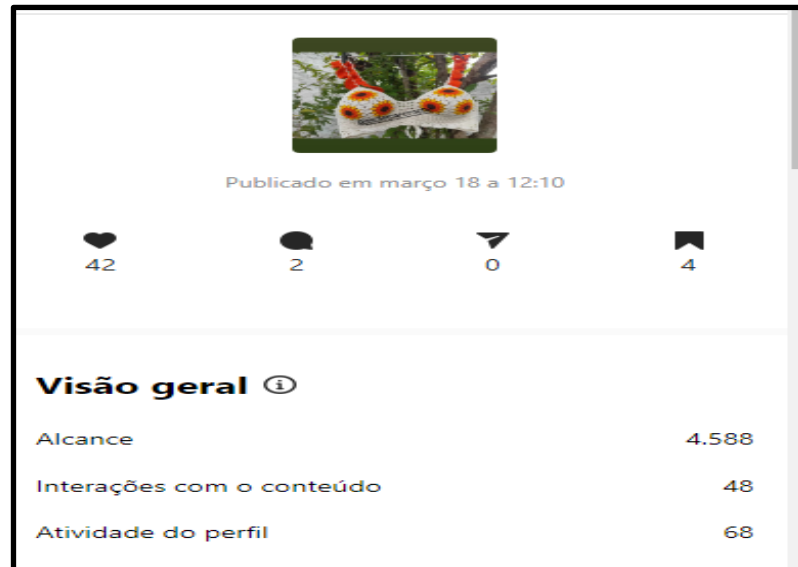 Publicado em março 18 a 12:10
42 2 0 4
Visão geral
Alcance 4.588
Interações com o conteúdo 48
Atividade do perfil 68